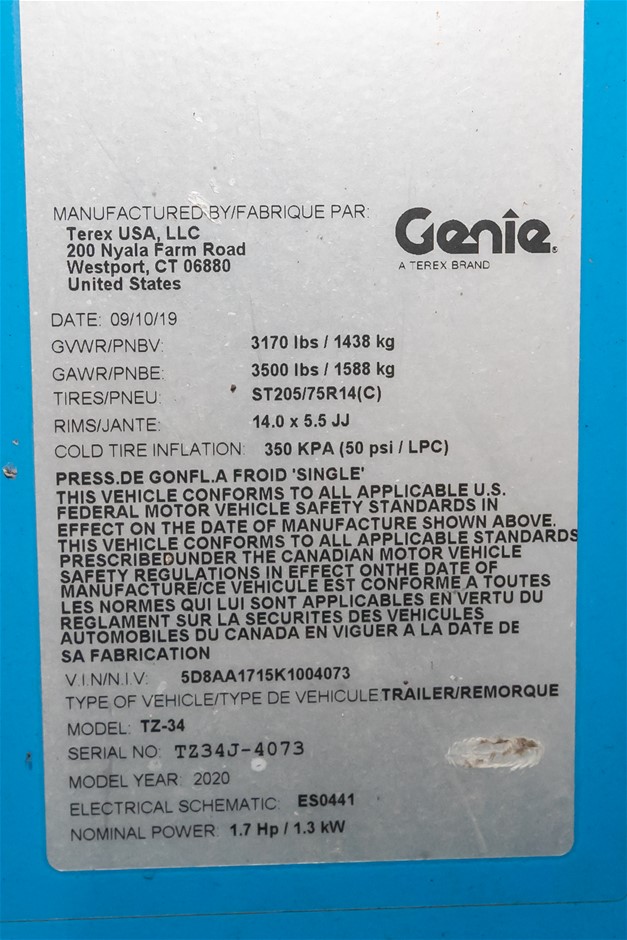 MANUFACTURED BY/FABRIQUE PAR:
Terex USA, LLC
200 Nyala Farm Road
Westport, CT 06880
United States
Genie®
A TEREX BRAND
DATE: 09/10/19
GVWR/PNBV: 3170 lbs / 1438 kg
GAWR/PNBE: 3500 lbs / 1588 kg
TIRES/PNEU: ST205/75R14(C)
RIMS/JANTE: 14.0 x 5.5 JJ
COLD TIRE INFLATION: 350 KPA (50 psi / LPC)
PRESS.DE GONFL.A FROID 'SINGLE'
THIS VEHICLE CONFORMS TO ALL APPLICABLE U.S.
FEDERAL MOTOR VEHICLE SAFETY STANDARDS IN
EFFECT ON THE DATE OF MANUFACTURE SHOWN ABOVE.
THIS VEHICLE CONFORMS TO ALL APPLICABLE STANDARDS
PRESCRIBEDUNDER THE CANADIAN MOTOR VEHICLE
SAFETY REGULATIONS IN EFFECT ONTHE DATE OF
MANUFACTURE/CE VEHICULE EST CONFORME A TOUTES
LES NORMES QUI LUI SONT APPLICABLES EN VERTU DU
REGLAMENT SUR LA SECURITES DES VEHICULES
AUTOMOBILES DU CANADA EN VIGUER A LA DATE DE
SA FABRICATION
V.I.N/N.I.V: 5D8AA1715K1004073
TYPE OF VEHICLE/TYPE DE VEHICULE TRAILER/REMORQUE
MODEL: TZ-34
SERIAL NO: TZ34J-4073
MODEL YEAR: 2020
ELECTRICAL SCHEMATIC: ES0441
NOMINAL POWER: 1.7 Hp / 1.3 kW